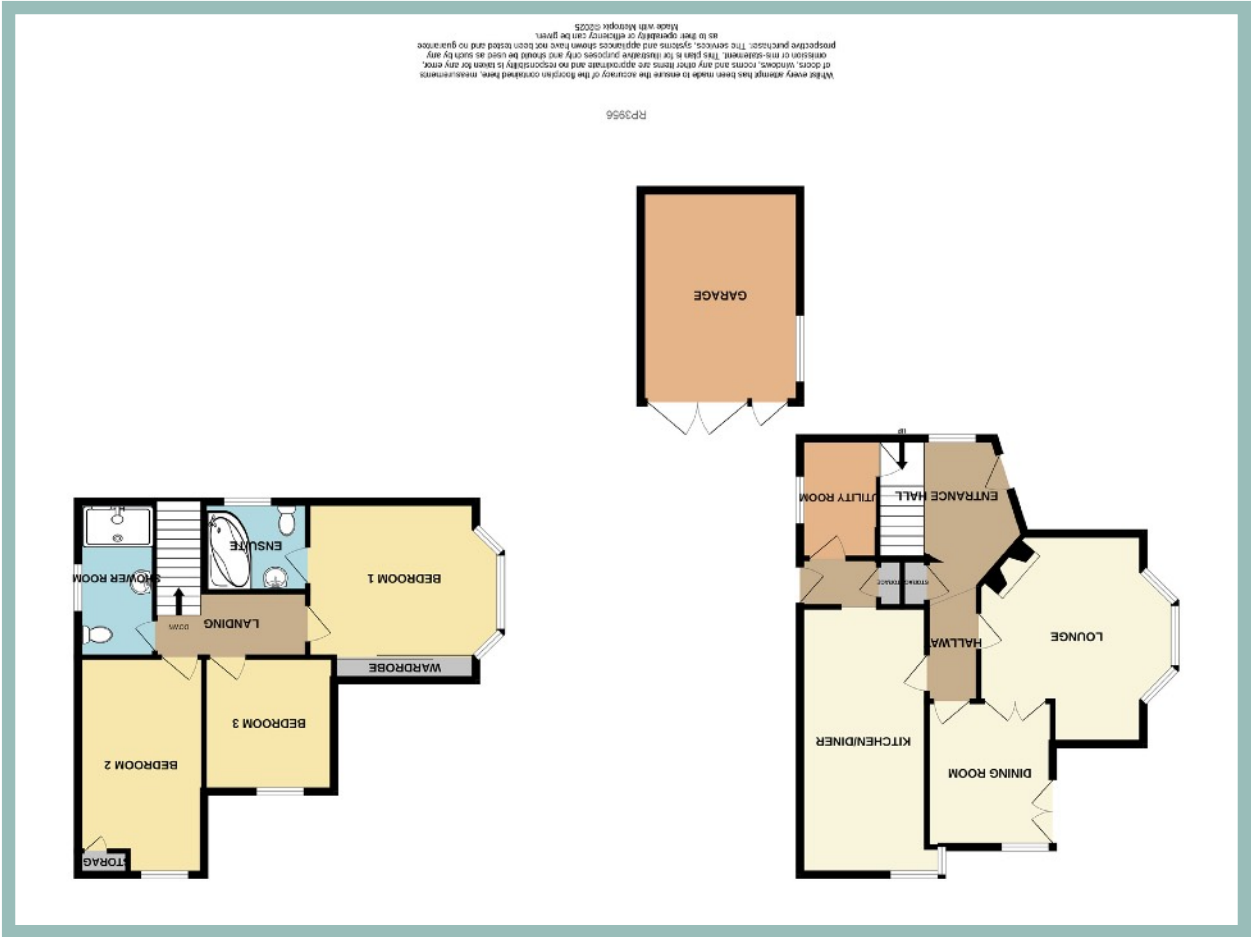 STORAG
BEDROOM 2
BEDROOM 3
WARDROBE
LANDING
DOWN
BEDROOM 1
SHOWER ROOM
ENSUITE
DINING ROOM
KITCHEN/DINER
LOUNGE
HALLWA
STORAGE
STORAGE
ENTRANCE HALL
UTILITY ROOM
UP
GARAGE
RP3956
Whilst every attempt has been made to ensure the accuracy of the floorplan contained here, measurements
of doors, windows, rooms and any other items are approximate and no responsibility is taken for any error,
omission or mis-statement. This plan is for illustrative purposes only and should be used as such by any
prospective purchaser. The services, systems and appliances shown have not been tested and no guarantee
as to their operability or efficiency can be given.
Made with Metropix ©2025